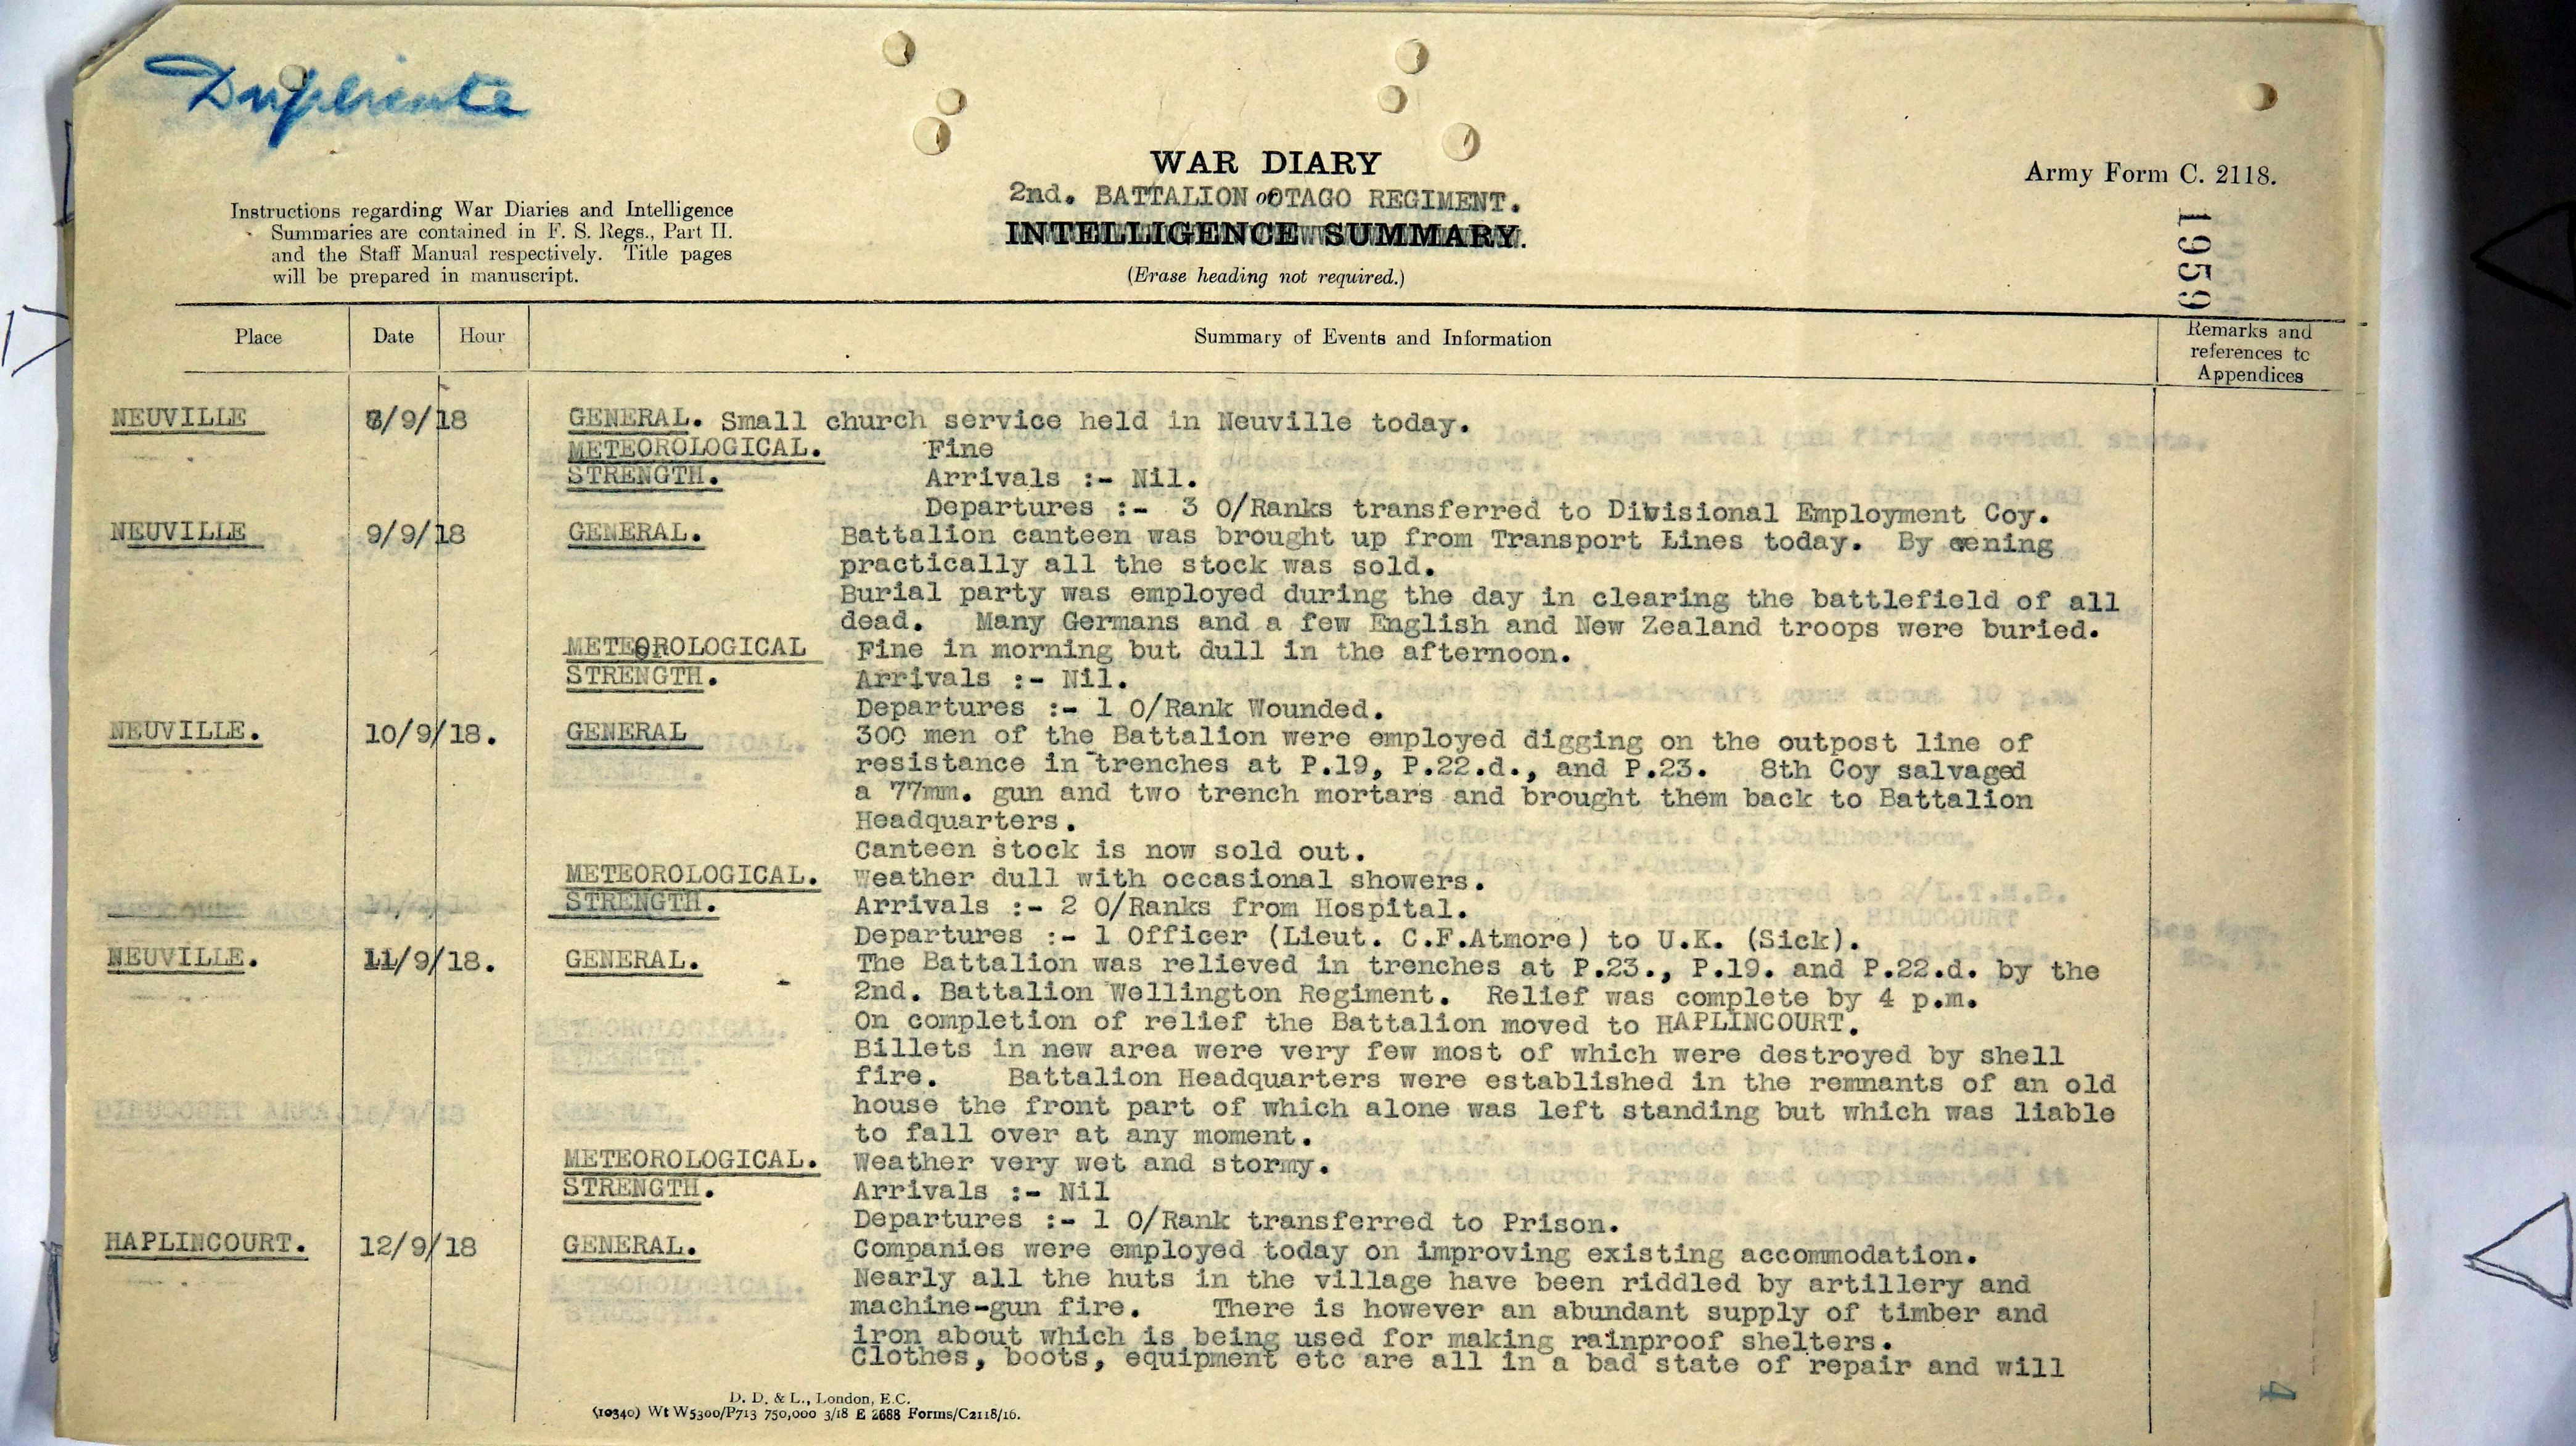 Duplicate
WAR DIARY
Army Form C. 2118.
2nd. BATTALION OTAGO REGIMENT.
Instructions regarding War Diaries and Intelligence
Summaries are contained in F. S. Regs., Part II.
and the Staff Manual respectively. Title pages
will be prepared in manuscript.
INTELLIGENCE SUMMARY.
(Erase heading not required.)
1959
Place Date Hour Summary of Events and Information Remarks and
references to
Appendices
NEUVILLE 8/9/18 GENERAL. Small church service held in Neuville today.
METEOROLOGICAL. Fine
STRENGTH. Arrivals :- Nil.
Departures :- 3 O/Ranks transferred to Divisional Employment Coy.
NEUVILLE 9/9/18 GENERAL. Battalion canteen was brought up from Transport Lines today. By evening
practically all the stock was sold.
Burial party was employed during the day in clearing the battlefield of all
dead. Many Germans and a few English and New Zealand troops were buried.
METEOROLOGICAL Fine in morning but dull in the afternoon.
STRENGTH. Arrivals :- Nil.
Departures :- 1 O/Rank Wounded.
NEUVILLE. 10/9/18. GENERAL 300 men of the Battalion were employed digging on the outpost line of
resistance in trenches at P.19, P.22.d., and P.23. 8th Coy salvaged
a 77mm. gun and two trench mortars and brought them back to Battalion
Headquarters.
Canteen stock is now sold out.
METEOROLOGICAL. Weather dull with occasional showers.
STRENGTH. Arrivals :- 2 O/Ranks from Hospital.
Departures :- 1 Officer (Lieut. C.F.Atmore) to U.K. (Sick).
NEUVILLE. 11/9/18. GENERAL. The Battalion was relieved in trenches at P.23., P.19. and P.22.d. by the
2nd. Battalion Wellington Regiment. Relief was complete by 4 p.m.
On completion of relief the Battalion moved to HAPLINCOURT.
Billets in new area were very few most of which were destroyed by shell
fire. Battalion Headquarters were established in the remnants of an old
house the front part of which alone was left standing but which was liable
to fall over at any moment.
METEOROLOGICAL. Weather very wet and stormy.
STRENGTH. Arrivals :- Nil
Departures :- 1 O/Rank transferred to Prison.
HAPLINCOURT. 12/9/18 GENERAL. Companies were employed today on improving existing accommodation.
Nearly all the huts in the village have been riddled by artillery and
machine-gun fire. There is however an abundant supply of timber and
iron about which is being used for making rainproof shelters.
Clothes, boots, equipment etc are all in a bad state of repair and will
D. D. & L., London, E.C.
(10340) Wt W5300/P713 750,000 3/18 E 2688 Forms/C2118/16.
4